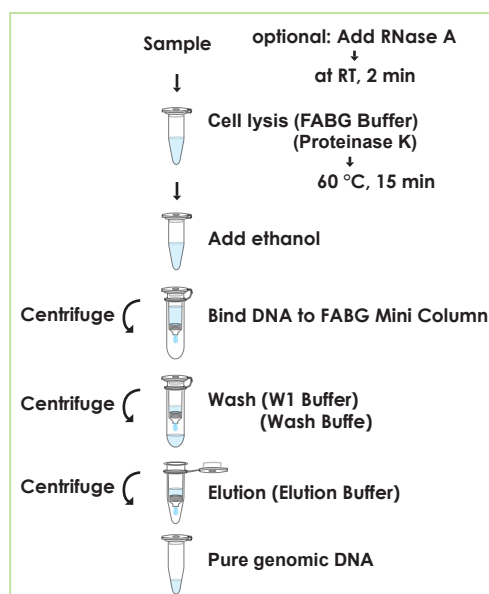 Sample
optional: Add RNase A
at RT, 2 min
Cell lysis (FABG Buffer)
(Proteinase K)
60 °C, 15 min
Add ethanol
Centrifuge
Bind DNA to FABG Mini Column
Centrifuge
Wash (W1 Buffer)
(Wash Buffe)
Centrifuge
Elution (Elution Buffer)
Pure genomic DNA